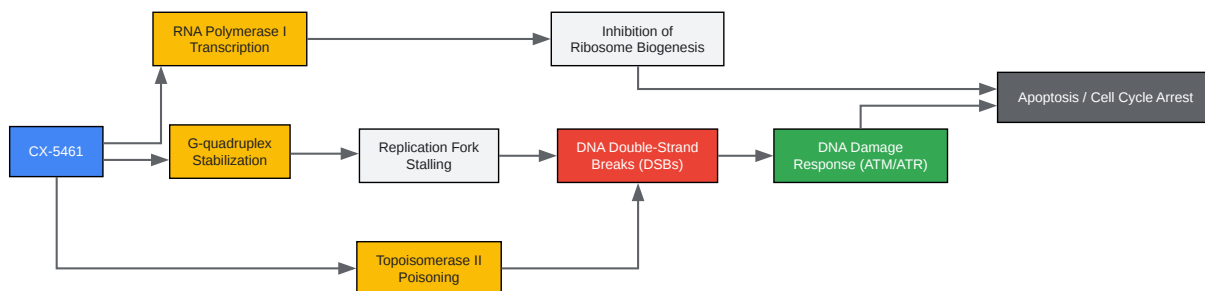 RNA Polymerase I
Transcription
Inhibition of
Ribosome Biogenesis
Apoptosis / Cell Cycle Arrest
CX-5461
G-quadruplex
Stabilization
Replication Fork
Stalling
DNA Double-Strand
Breaks (DSBs)
DNA Damage
Response (ATM/ATR)
Topoisomerase II
Poisoning